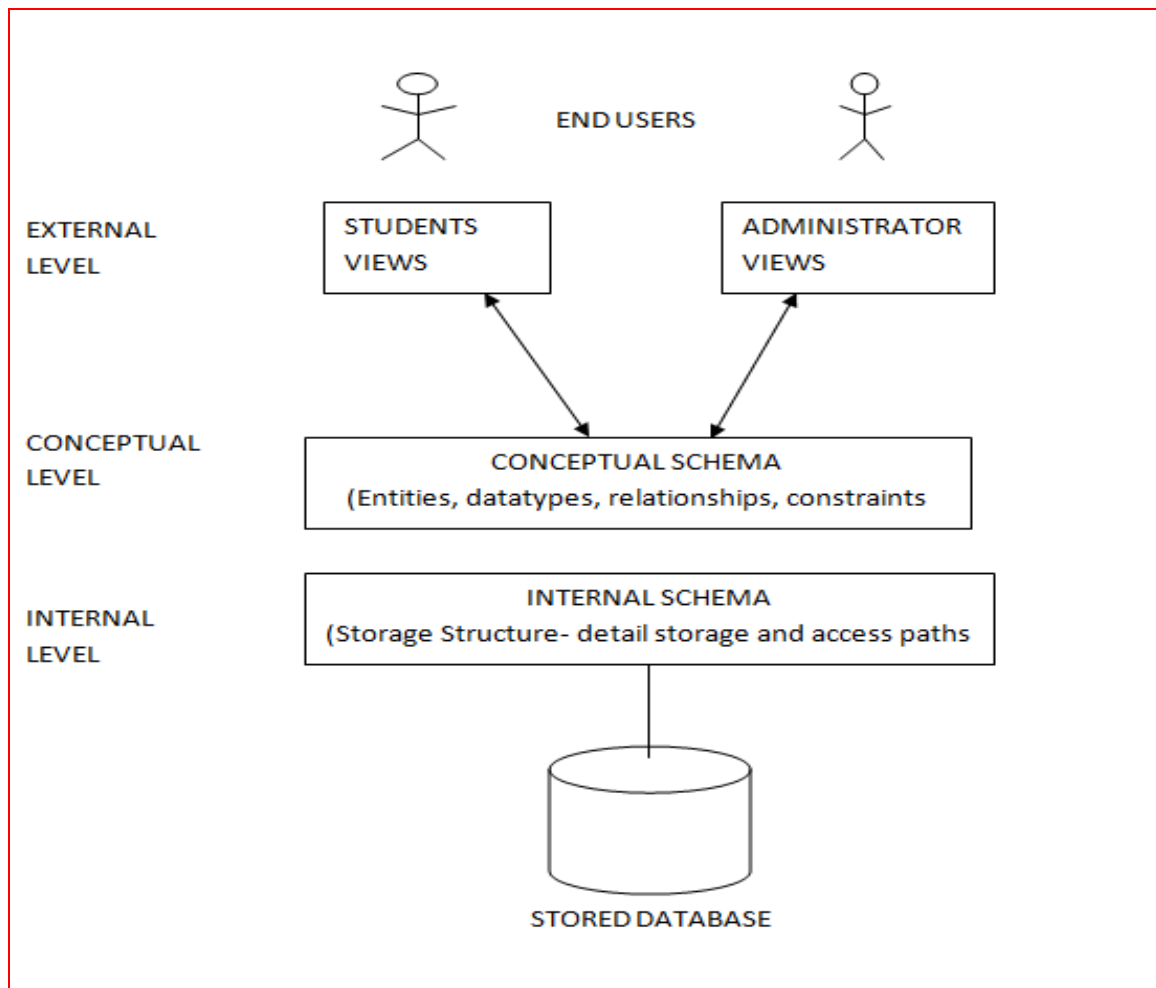 END USERS
EXTERNAL
LEVEL
STUDENTS
VIEWS
ADMINISTRATOR
VIEWS
CONCEPTUAL
LEVEL
CONCEPTUAL SCHEMA
(Entities, datatypes, relationships, constraints
INTERNAL
LEVEL
INTERNAL SCHEMA
(Storage Structure- detail storage and access paths
STORED DATABASE